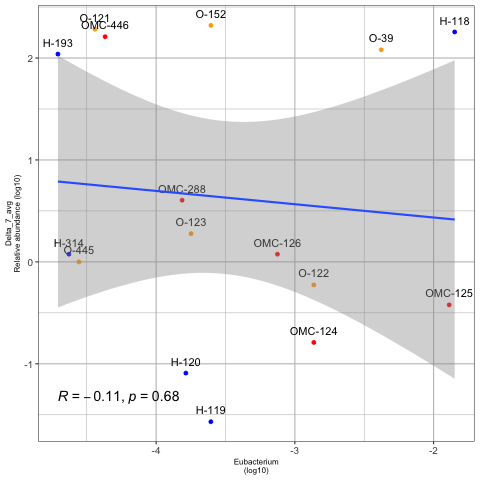 O-121
OMC-446
O-152
H-118
H-193
O-39
2
1
OMC-288
O-123
H-314
O-445
OMC-126
0
O-122
OMC-125
OMC-124
-1
H-120
R = −0.11, p = 0.68
H-119
-4
-3
-2
Eubacterium
(log10)
Delta_7_avg
Relative abundance (log10)